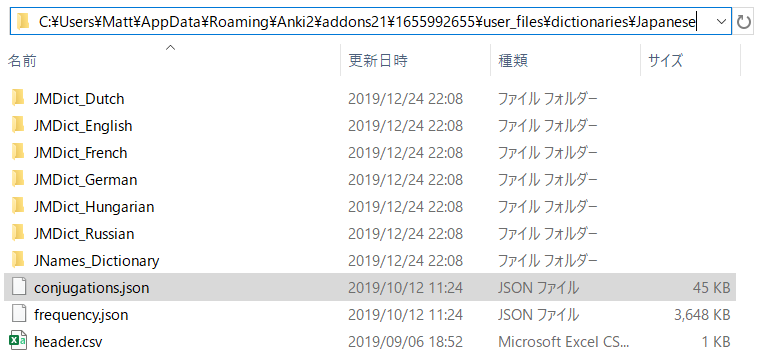 C:¥Users¥Matt¥AppData¥Roaming¥Anki2¥addons21¥1655992655¥user_files¥dictionaries¥Japanese
名前 更新日時 種類 サイズ
JMDict_Dutch 2019/12/24 22:08 ファイル フォルダー
JMDict_English 2019/12/24 22:08 ファイル フォルダー
JMDict_French 2019/12/24 22:08 ファイル フォルダー
JMDict_German 2019/12/24 22:08 ファイル フォルダー
JMDict_Hungarian 2019/12/24 22:08 ファイル フォルダー
JMDict_Russian 2019/12/24 22:08 ファイル フォルダー
JNames_Dictionary 2019/12/24 22:08 ファイル フォルダー
conjugations.json 2019/10/12 11:24 JSON ファイル 45 KB
frequency.json 2019/10/12 11:24 JSON ファイル 3,648 KB
header.csv 2019/09/06 18:52 Microsoft Excel CS... 1 KB